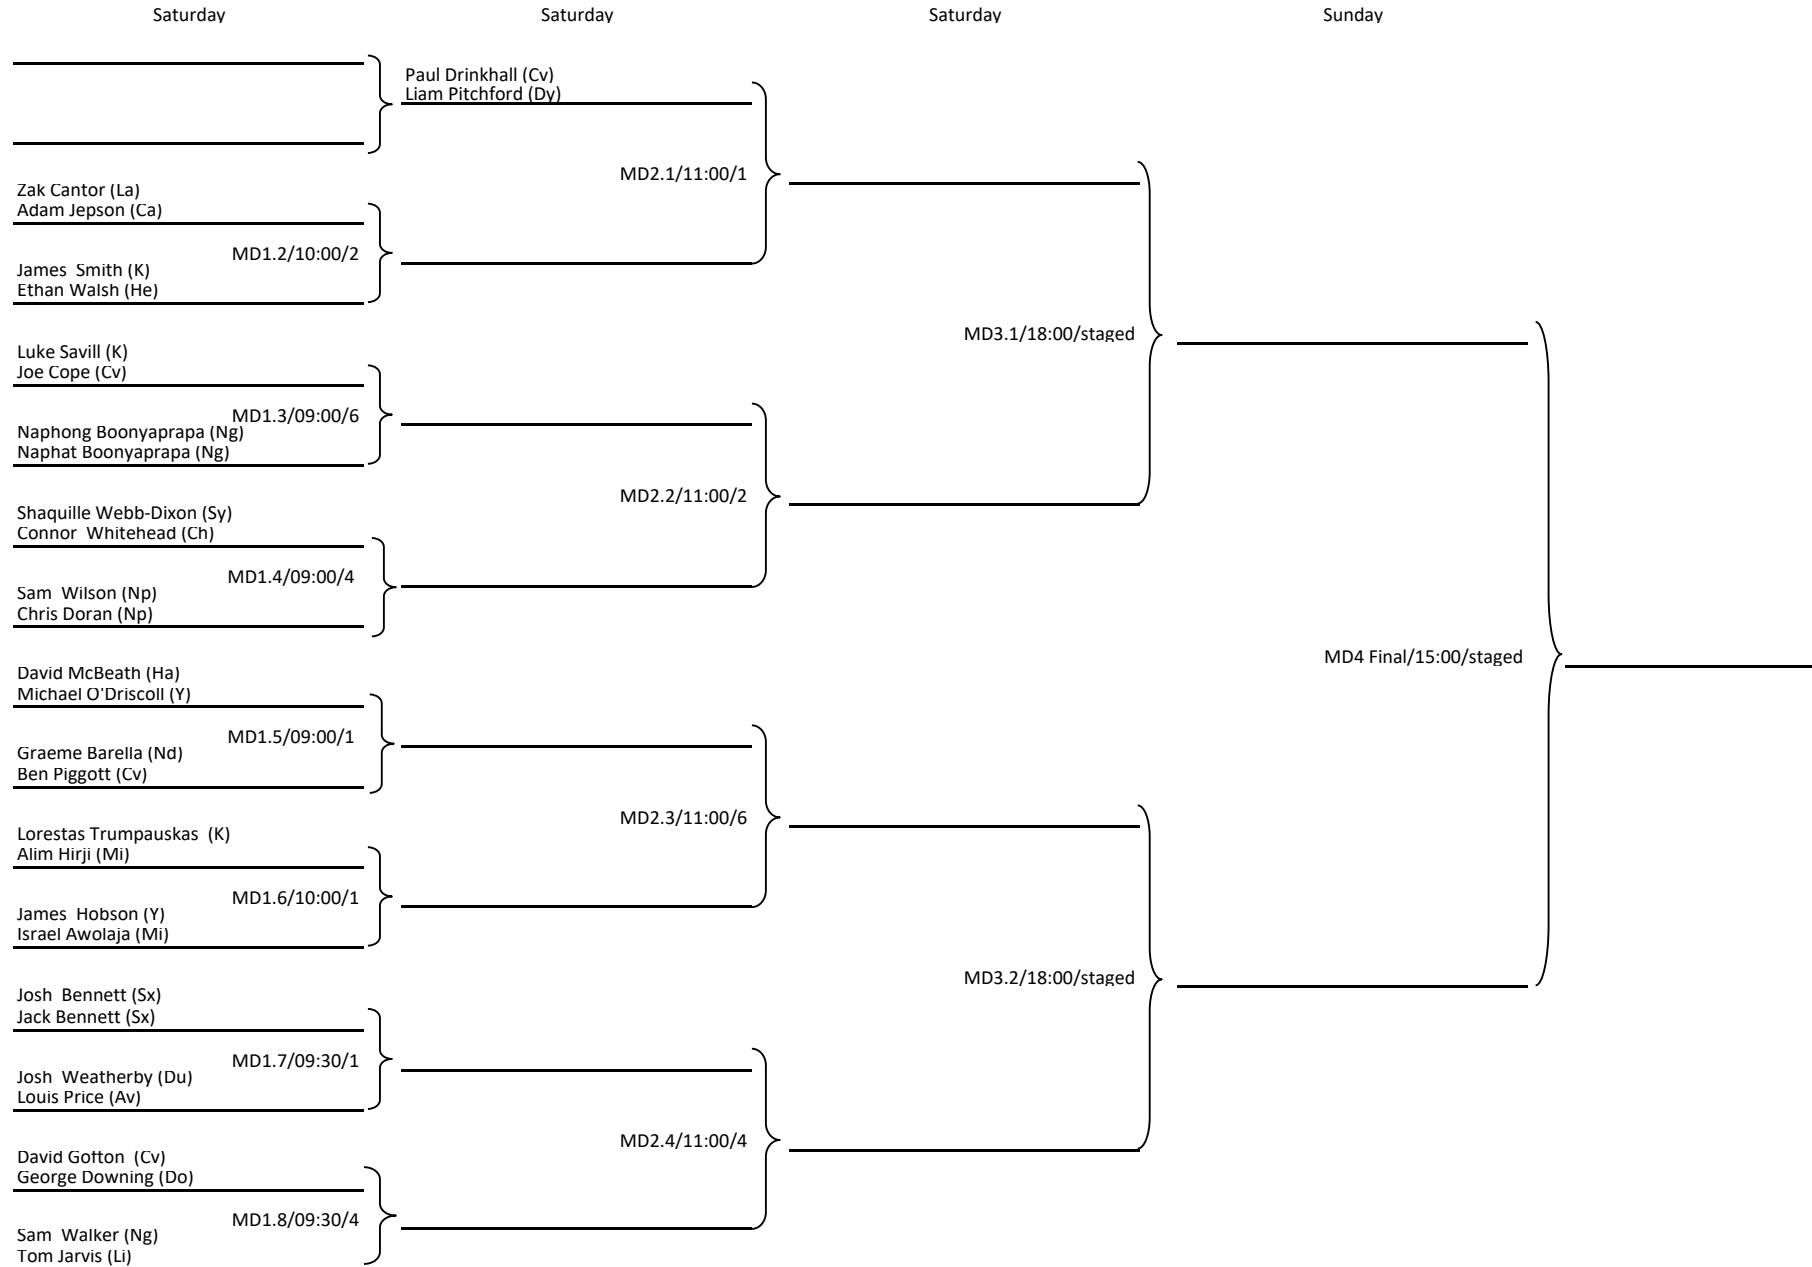 Saturday
Saturday
Saturday
Sunday
Paul Drinkhall (Cv)
Liam Pitchford (Dy)
MD2.1/11:00/1
Zak Cantor (La)
Adam Jepson (Ca)
MD1.2/10:00/2
James  Smith (K)
Ethan Walsh (He)
MD3.1/18:00/staged
Luke Savill (K)
Joe Cope (Cv)
MD1.3/09:00/6
Naphong Boonyaprapa (Ng)
Naphat Boonyaprapa (Ng)
MD2.2/11:00/2
Shaquille Webb-Dixon (Sy)
Connor  Whitehead (Ch)
MD1.4/09:00/4
Sam  Wilson (Np)
Chris Doran (Np)
MD4 Final/15:00/staged
David McBeath (Ha)
Michael O'Driscoll (Y)
MD1.5/09:00/1
Graeme Barella (Nd)
Ben Piggott (Cv)
MD2.3/11:00/6
Lorestas Trumpauskas  (K)
Alim Hirji (Mi)
MD1.6/10:00/1
James  Hobson (Y)
Israel Awolaja (Mi)
MD3.2/18:00/staged
Josh  Bennett (Sx)
Jack Bennett (Sx)
MD1.7/09:30/1
Josh  Weatherby (Du)
Louis Price (Av)
MD2.4/11:00/4
David Gofton  (Cv)
George Downing (Do)
MD1.8/09:30/4
Sam  Walker (Ng)
Tom Jarvis (Li)